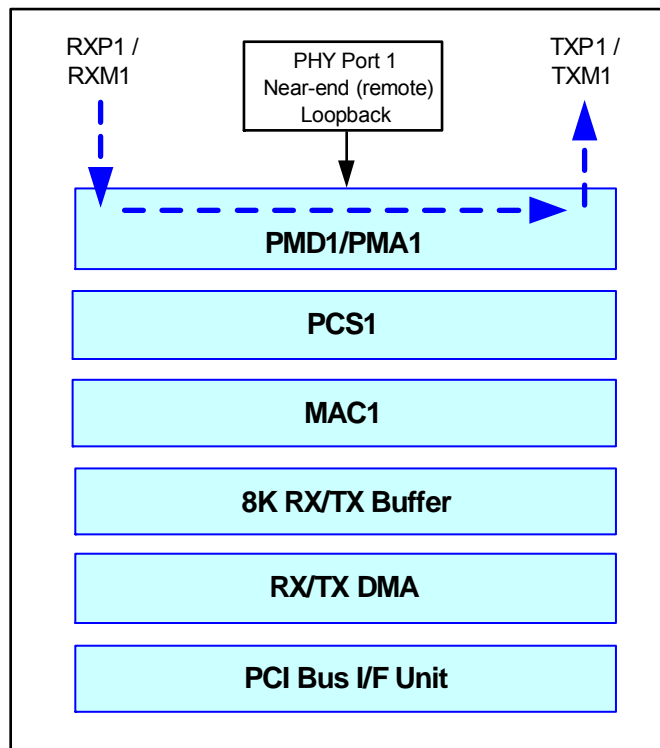 RXP1 /
RXM1
PHY Port 1
Near-end (remote)
Loopback
TXP1 /
TXM1
PMD1/PMA1
PCS1
MAC1
8K RX/TX Buffer
RX/TX DMA
PCI Bus I/F Unit